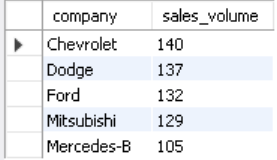 company sales_volume
Chevrolet 140
Dodge 137
Ford 132
Mitsubishi 129
Mercedes-B 105